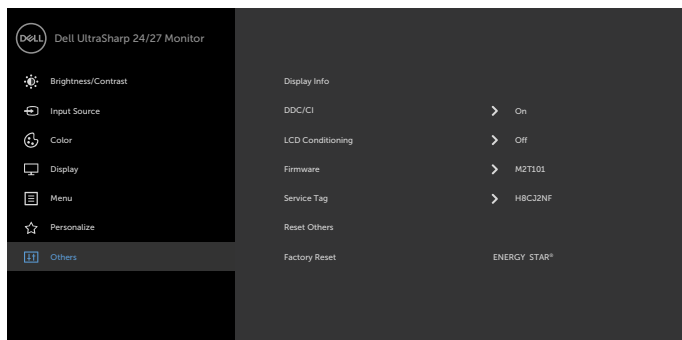 DELL Dell UltraSharp 24/27 Monitor
Brightness/Contrast
Input Source
Color
Display
Menu
Personalize
Others
Display Info
DDC/CI On
LCD Conditioning Off
Firmware M2T101
Service Tag H8CJ2NF
Reset Others
Factory Reset ENERGY STAR®